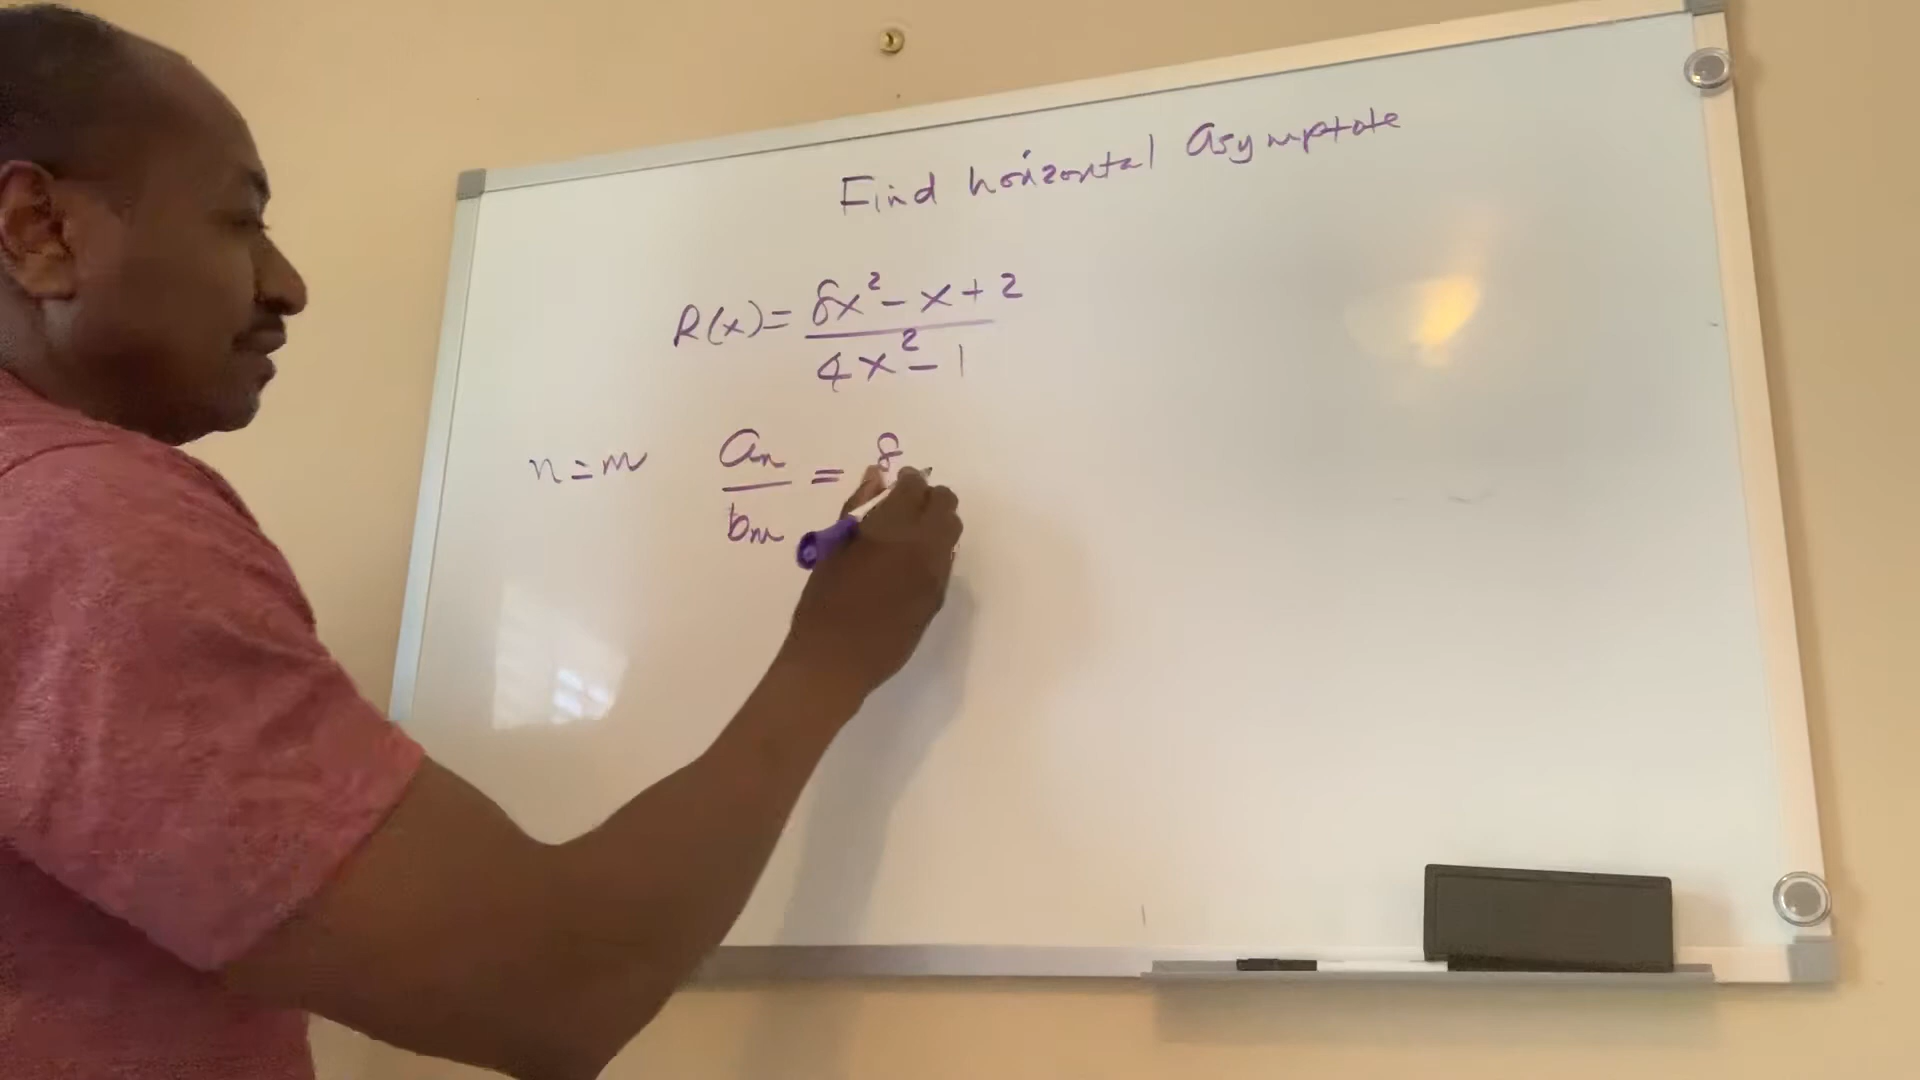 Find horizontal asymptote
R(x) = 8x² - x + 2
4x² - 1
n = m aₙ = 8
bₘ